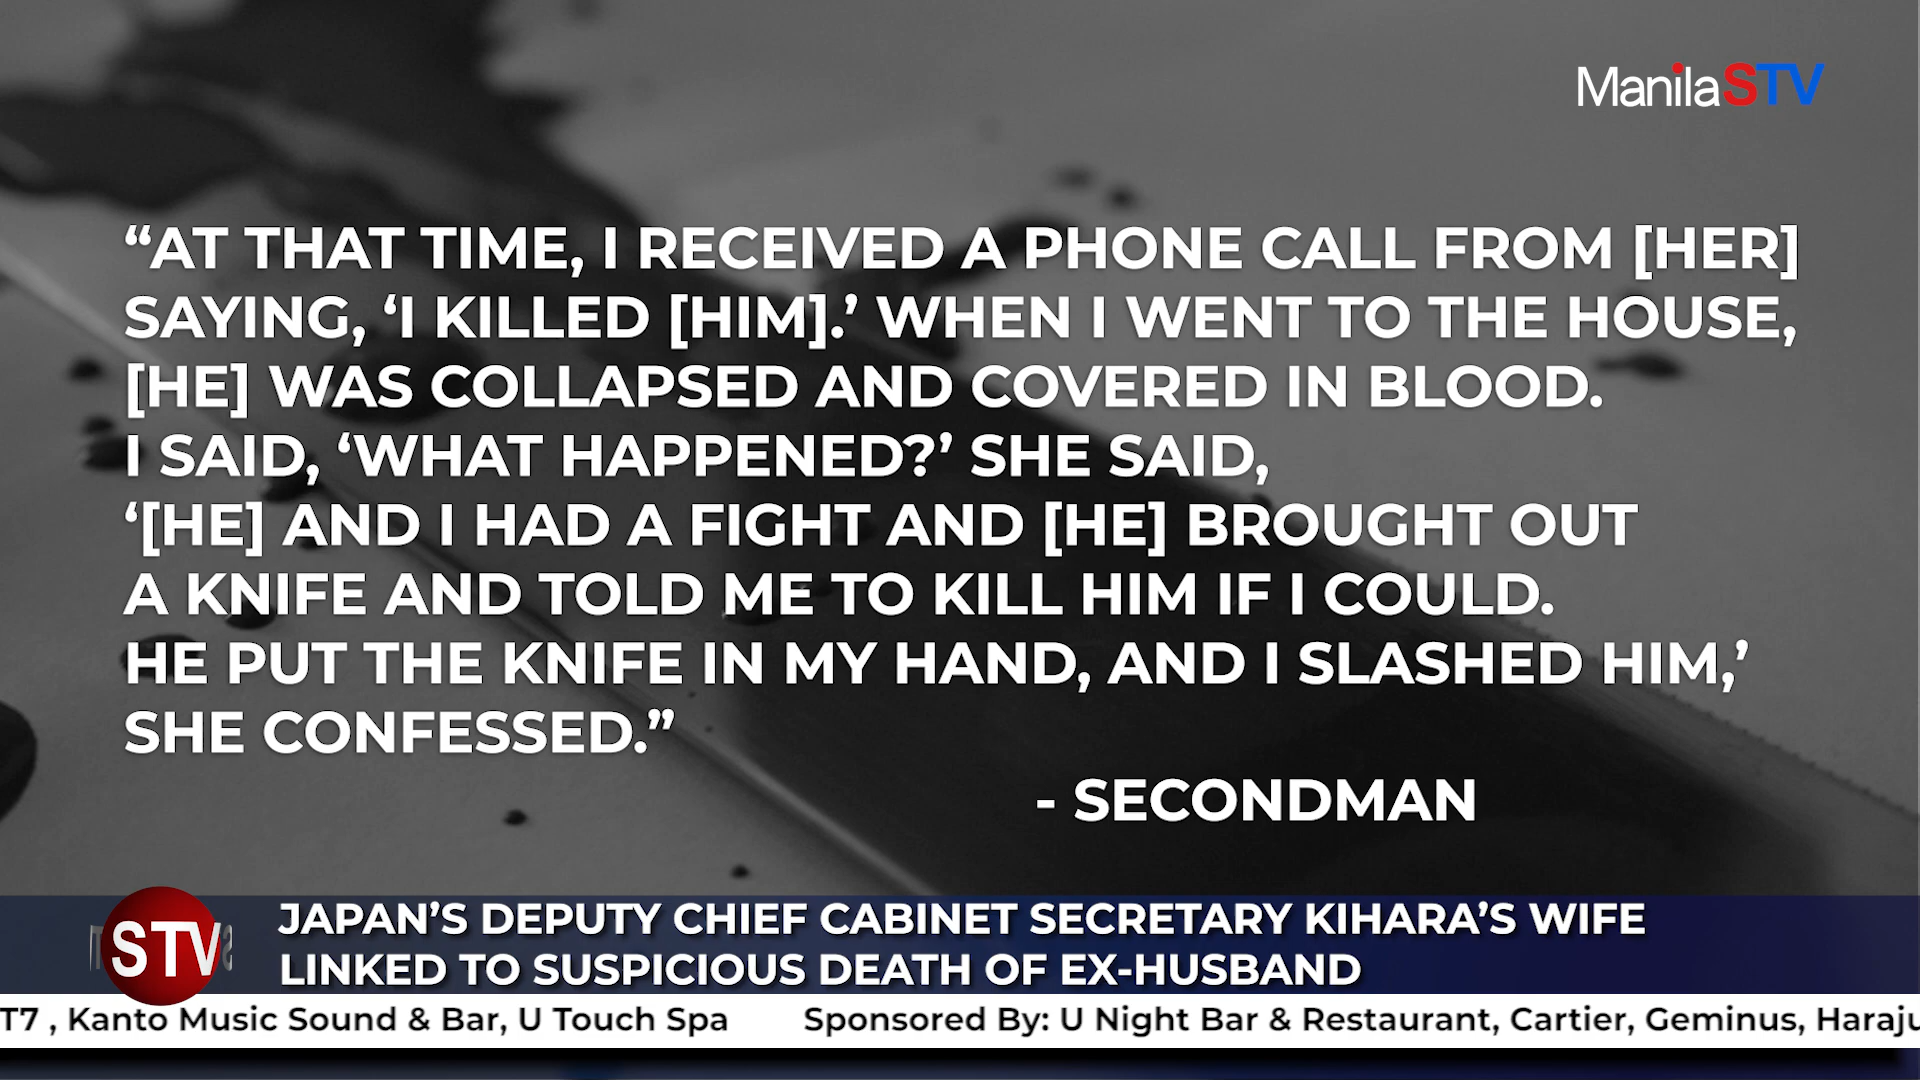 ManilaSTV
“AT THAT TIME, I RECEIVED A PHONE CALL FROM [HER]
SAYING, ‘I KILLED [HIM].’ WHEN I WENT TO THE HOUSE,
[HE] WAS COLLAPSED AND COVERED IN BLOOD.
I SAID, ‘WHAT HAPPENED?’ SHE SAID,
‘[HE] AND I HAD A FIGHT AND [HE] BROUGHT OUT
A KNIFE AND TOLD ME TO KILL HIM IF I COULD.
HE PUT THE KNIFE IN MY HAND, AND I SLASHED HIM,’
SHE CONFESSED.”
- SECONDMAN
STV
JAPAN’S DEPUTY CHIEF CABINET SECRETARY KIHARA’S WIFE
LINKED TO SUSPICIOUS DEATH OF EX-HUSBAND
T7 , Kanto Music Sound & Bar, U Touch Spa Sponsored By: U Night Bar & Restaurant, Cartier, Geminus, Haraju